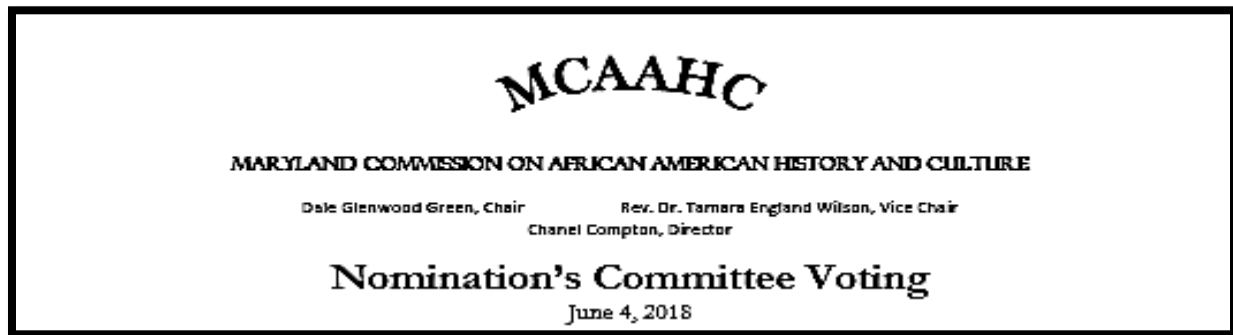 MCAAHC
MARYLAND COMMISSION ON AFRICAN AMERICAN HISTORY AND CULTURE
Dale Glenwood Green, Chair Rev. Dr. Tamara England Wilson, Vice Chair
Chanel Compton, Director
Nomination's Committee Voting
June 4, 2018